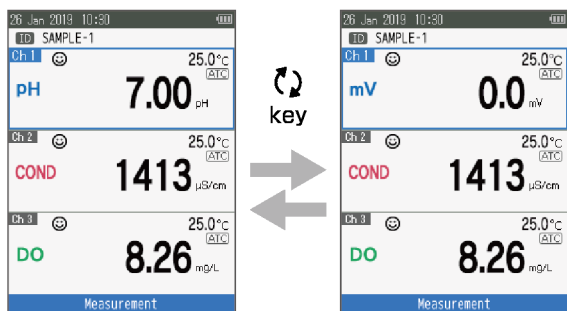 26 Jan 2019 10:30
ID SAMPLE-1
Ch 1 25.0°C
ATC
pH 7.00 pH
Ch 2 25.0°C
ATC
COND 1413 µS/cm
Ch 3 25.0°C
ATC
DO 8.26 mg/L
Measurement
key
26 Jan 2019 10:30
ID SAMPLE-1
Ch 1 25.0°C
ATC
mV 0.0 mV
Ch 2 25.0°C
ATC
COND 1413 µS/cm
Ch 3 25.0°C
ATC
DO 8.26 mg/L
Measurement